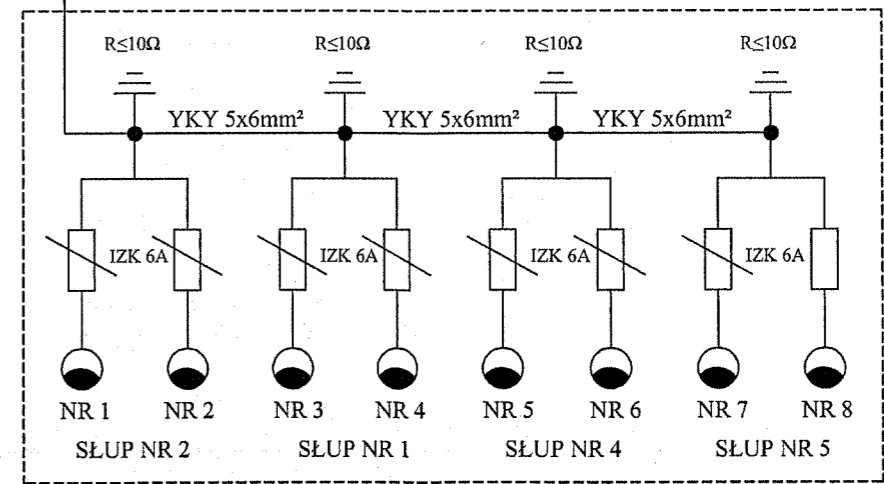 R≤10Ω R≤10Ω R≤10Ω R≤10Ω
YKY 5x6mm² YKY 5x6mm² YKY 5x6mm²
IZK 6A IZK 6A IZK 6A IZK 6A
NR 1 NR 2 NR 3 NR 4 NR 5 NR 6 NR 7 NR 8
SŁUP NR 2 SŁUP NR 1 SŁUP NR 4 SŁUP NR 5